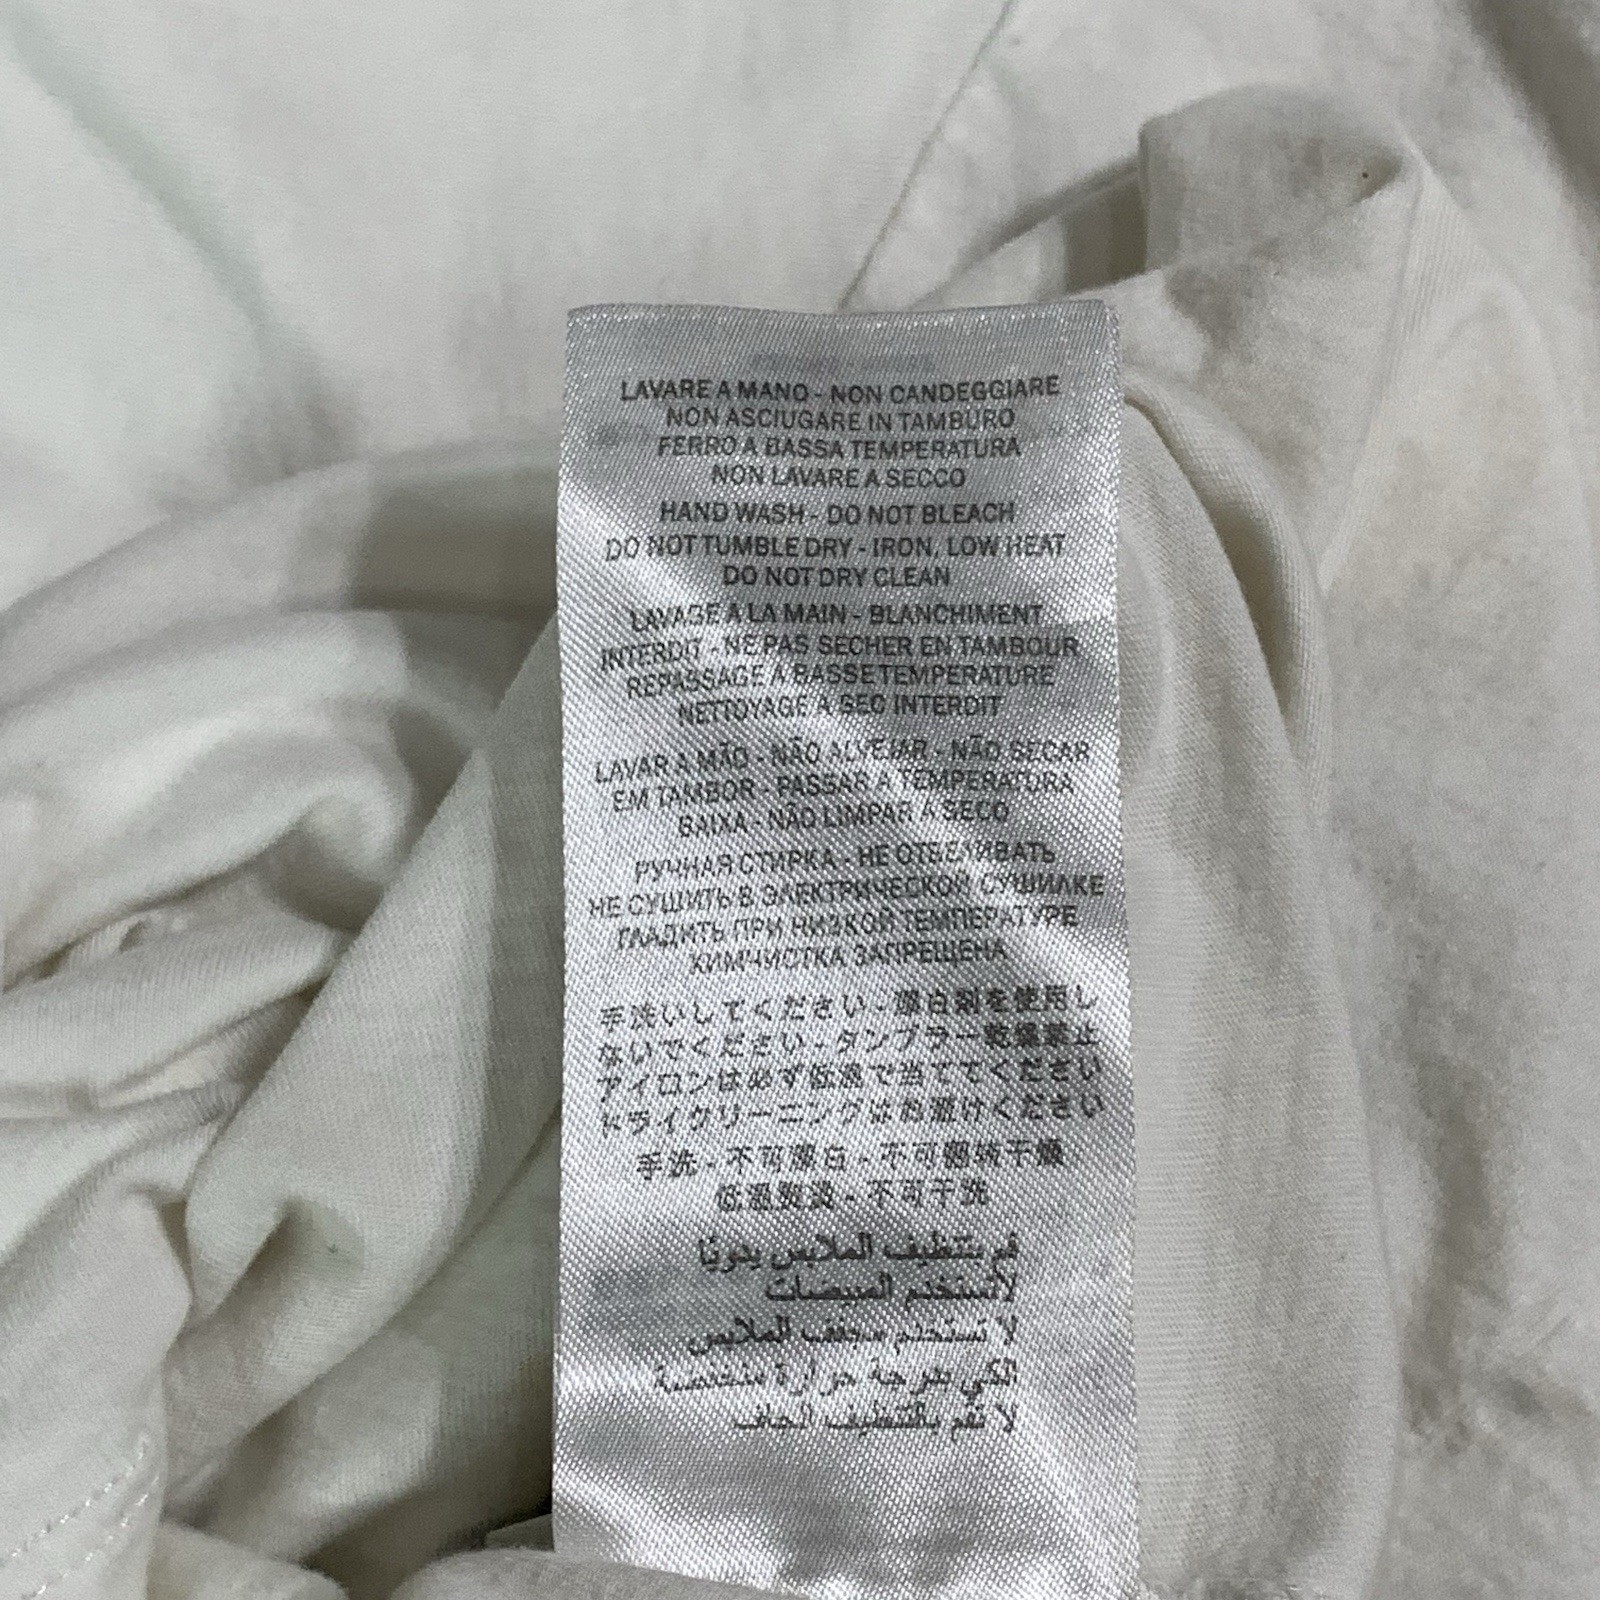 LAVARE A MANO - NON CANDEGGIARE
NON ASCIUGARE IN TAMBURO
FERRO A BASSA TEMPERATURA
NON LAVARE A SECCO
HAND WASH - DO NOT BLEACH
DO NOT TUMBLE DRY - IRON, LOW HEAT
DO NOT DRY CLEAN
LAVAGE A LA MAIN - BLANCHIMENT
INTERDIT - NE PAS SECHER EN TAMBOUR
REPASSAGE A BASSE TEMPERATURE
NETTOYAGE A SEC INTERDIT
LAVAR A MÃO - NÃO ALVEJAR - NÃO SECAR
EM TAMBOR - PASSAR A TEMPERATURA
BAIXA - NÃO LIMPAR A SECO
РУЧНАЯ СТИРКА - НЕ ОТБЕЛИВАТЬ
НЕ СУШИТЬ В ЭЛЕКТРИЧЕСКОЙ СУШИЛКЕ
ГЛАДИТЬ ПРИ НИЗКОЙ ТЕМПЕРАТУРЕ
ХИМЧИСТКА ЗАПРЕЩЕНА
手洗いしてください - 漂白剤を使用し
ないでください - タンブラー乾燥禁止
アイロンは必ず低温で当ててください
ドライクリーニングはお避けください
手洗 - 不可漂白 - 不可翻转干燥
低温熨烫 - 不可干洗
قم بتنظيف الملابس يدويًا
لاتستخدم المبيضات
لا تستخدم مجفف الملابس
الكي بدرجة حرارة منخفضة
لا تقم بالتنظيف الجاف